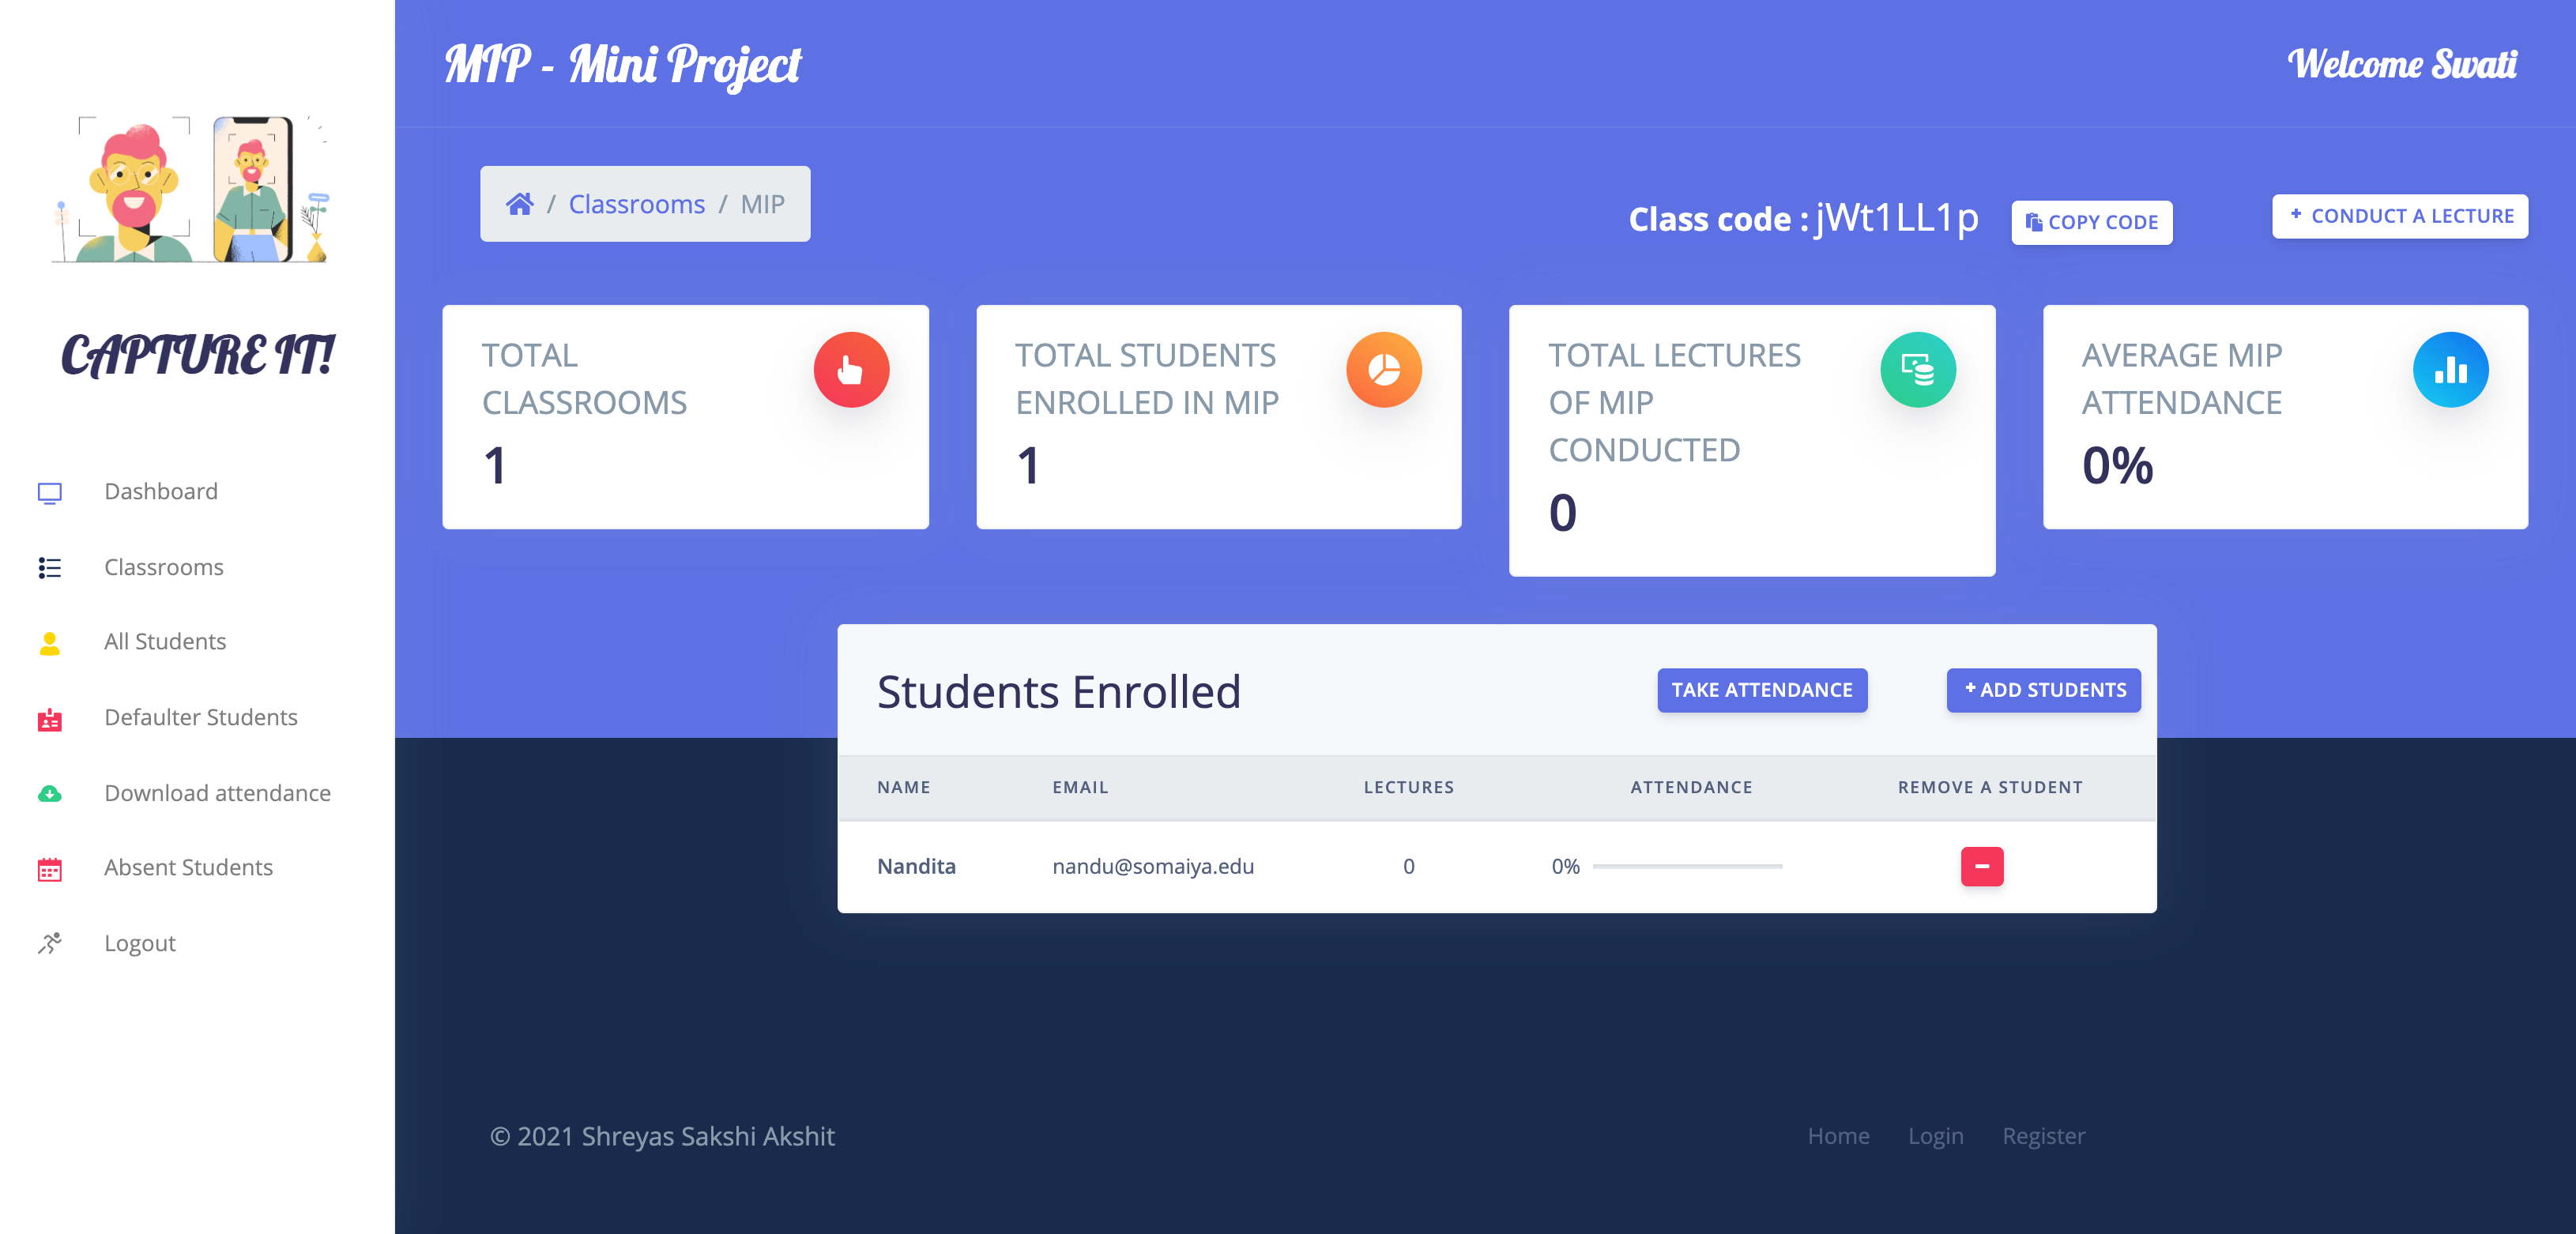 CAPTURE IT!
Dashboard
Classrooms
All Students
Defaulter Students
Download attendance
Absent Students
Logout
MIP - Mini Project
Welcome Swati
/ Classrooms / MIP
Class code : jWt1LL1p
COPY CODE
+ CONDUCT A LECTURE
TOTAL
CLASSROOMS
1
TOTAL STUDENTS
ENROLLED IN MIP
1
TOTAL LECTURES
OF MIP
CONDUCTED
0
AVERAGE MIP
ATTENDANCE
0%
Students Enrolled
TAKE ATTENDANCE
+ ADD STUDENTS
NAME EMAIL LECTURES ATTENDANCE REMOVE A STUDENT
Nandita nandu@somaiya.edu 0 0%
© 2021 Shreyas Sakshi Akshit
Home Login Register